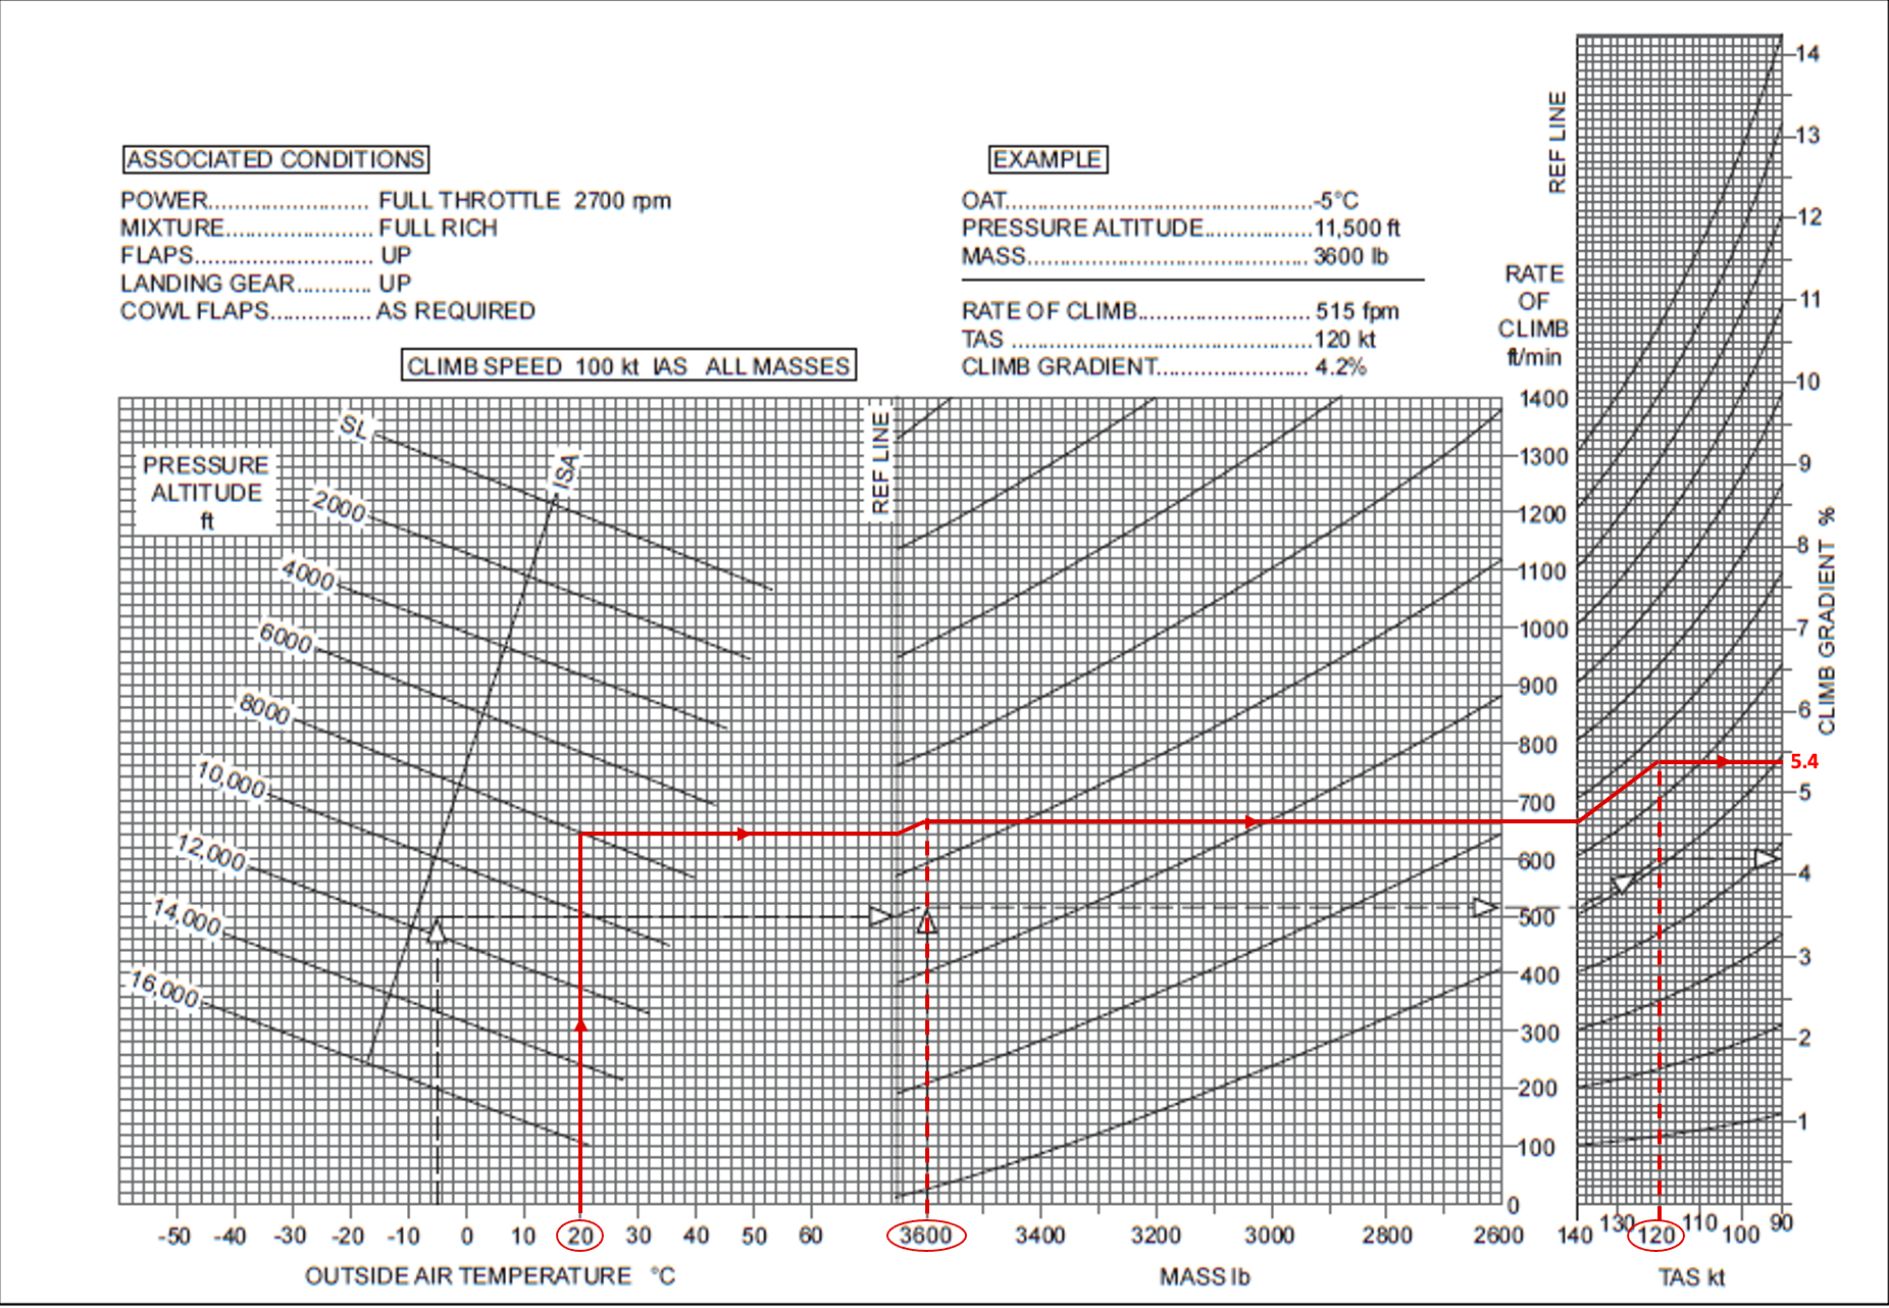 ASSOCIATED CONDITIONS
POWER......................... FULL THROTTLE 2700 rpm
MIXTURE....................... FULL RICH
FLAPS............................ UP
LANDING GEAR............ UP
COWL FLAPS................ AS REQUIRED
CLIMB SPEED 100 kt IAS ALL MASSES
EXAMPLE
OAT................................................-5°C
PRESSURE ALTITUDE.................11,500 ft
MASS............................................ 3600 lb
RATE OF CLIMB.......................... 515 fpm
TAS ...............................................120 kt
CLIMB GRADIENT....................... 4.2%
PRESSURE
ALTITUDE
ft
SL
2000
4000
6000
8000
10,000
12,000
14,000
16,000
ISA
REF LINE
RATE
OF
CLIMB
ft/min
1400
1300
1200
1100
1000
900
800
700
600
500
400
300
200
100
0
REF LINE
14
13
12
11
10
9
8
7
6
5.4
5
4
3
2
1
CLIMB GRADIENT %
-50 -40 -30 -20 -10 0 10 20 30 40 50 60
OUTSIDE AIR TEMPERATURE °C
3600 3400 3200 3000 2800 2600
MASS lb
140 130 120 110 100 90
TAS kt